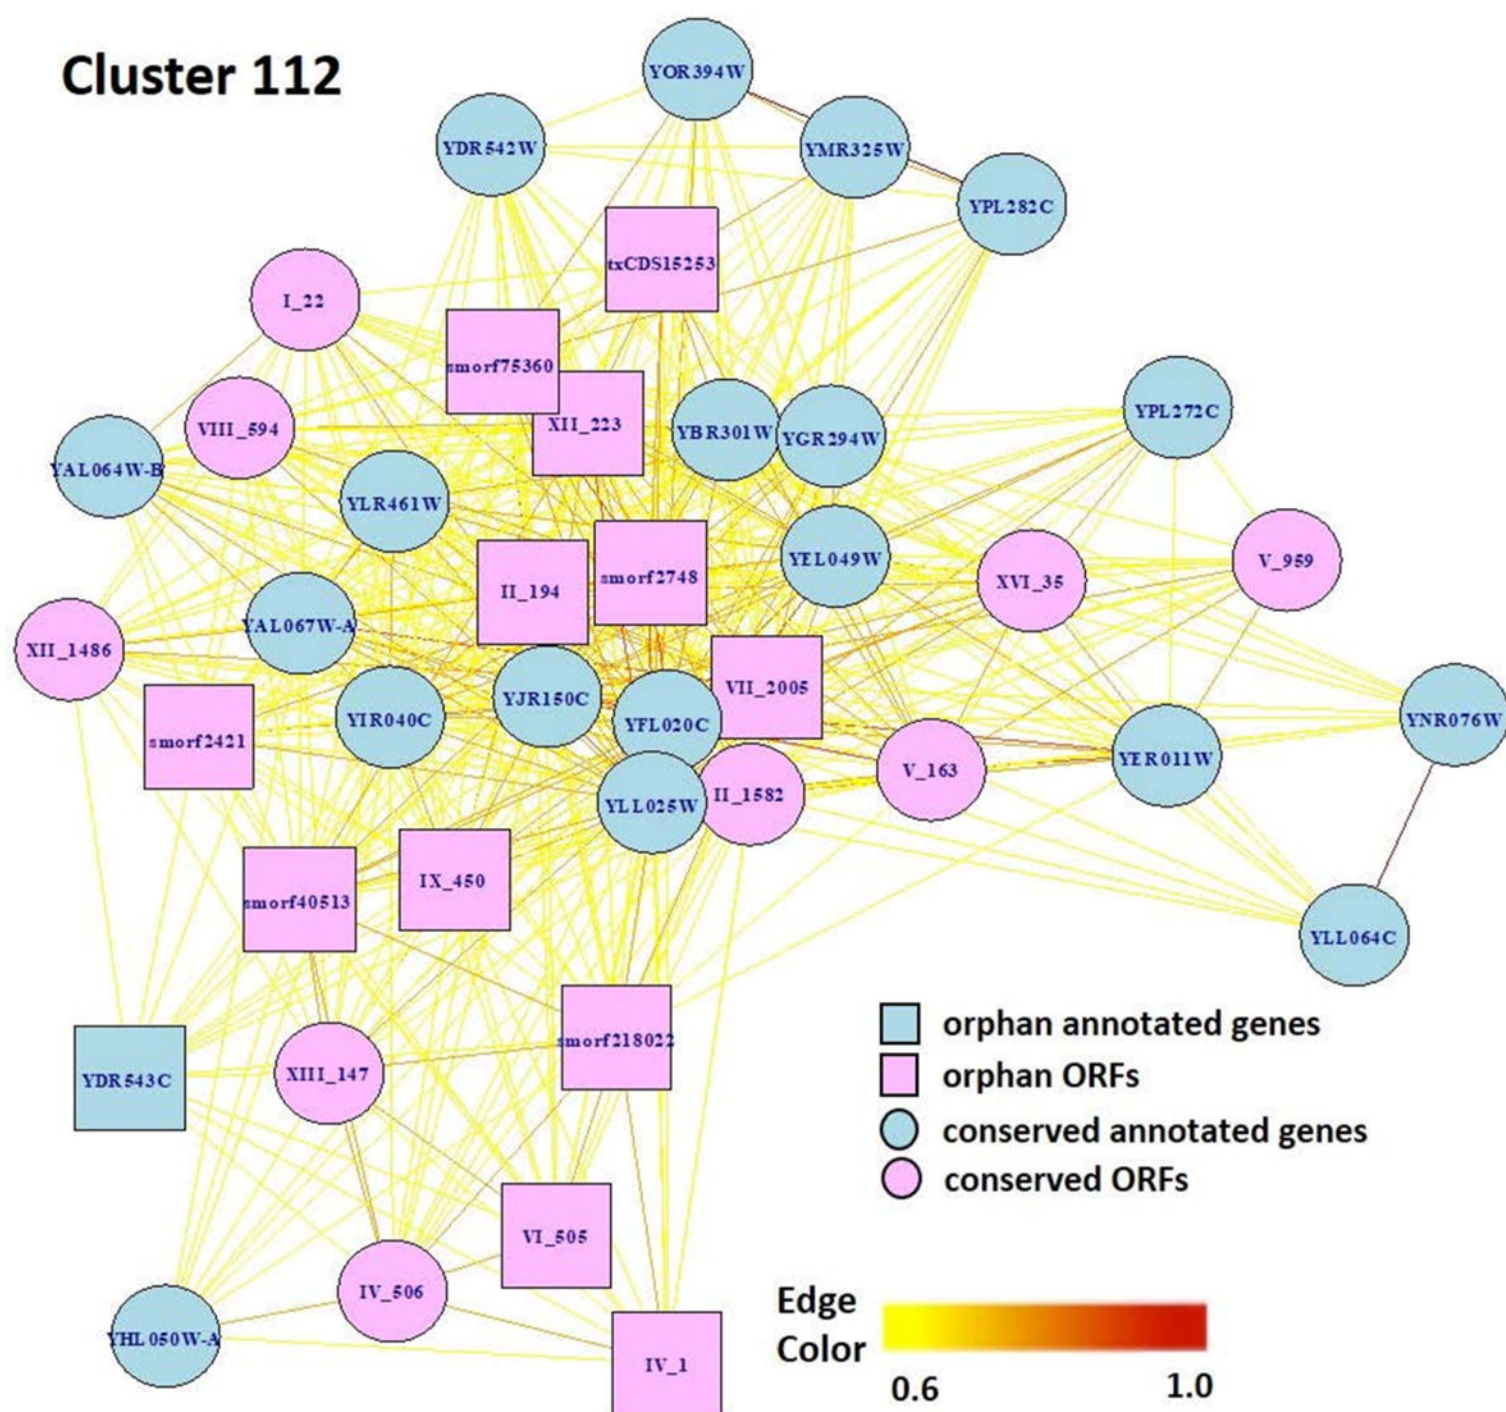 Cluster 112
YOR394W
YDR542W
YMR325W
YPL282C
txCDS15253
I_22
smorf75360
YPL272C
VIII_594
XII_223
YBR301W
YGR294W
YAL064W-B
YLR461W
YEL049W
V_959
XVI_35
smorf2748
II_194
YAL067W-A
XII_1486
VII_2005
YJR150C
YIR040C
YFL020C
YNR076W
smorf2421
YER011W
V_163
II_1582
YLL025W
IX_450
smorf40513
YLL064C
orphan annotated genes
smorf218022
XIII_147
YDR543C
orphan ORFs
conserved annotated genes
conserved ORFs
VI_505
IV_506
Edge
Color
YHL050W-A
IV_1
0.6
1.0